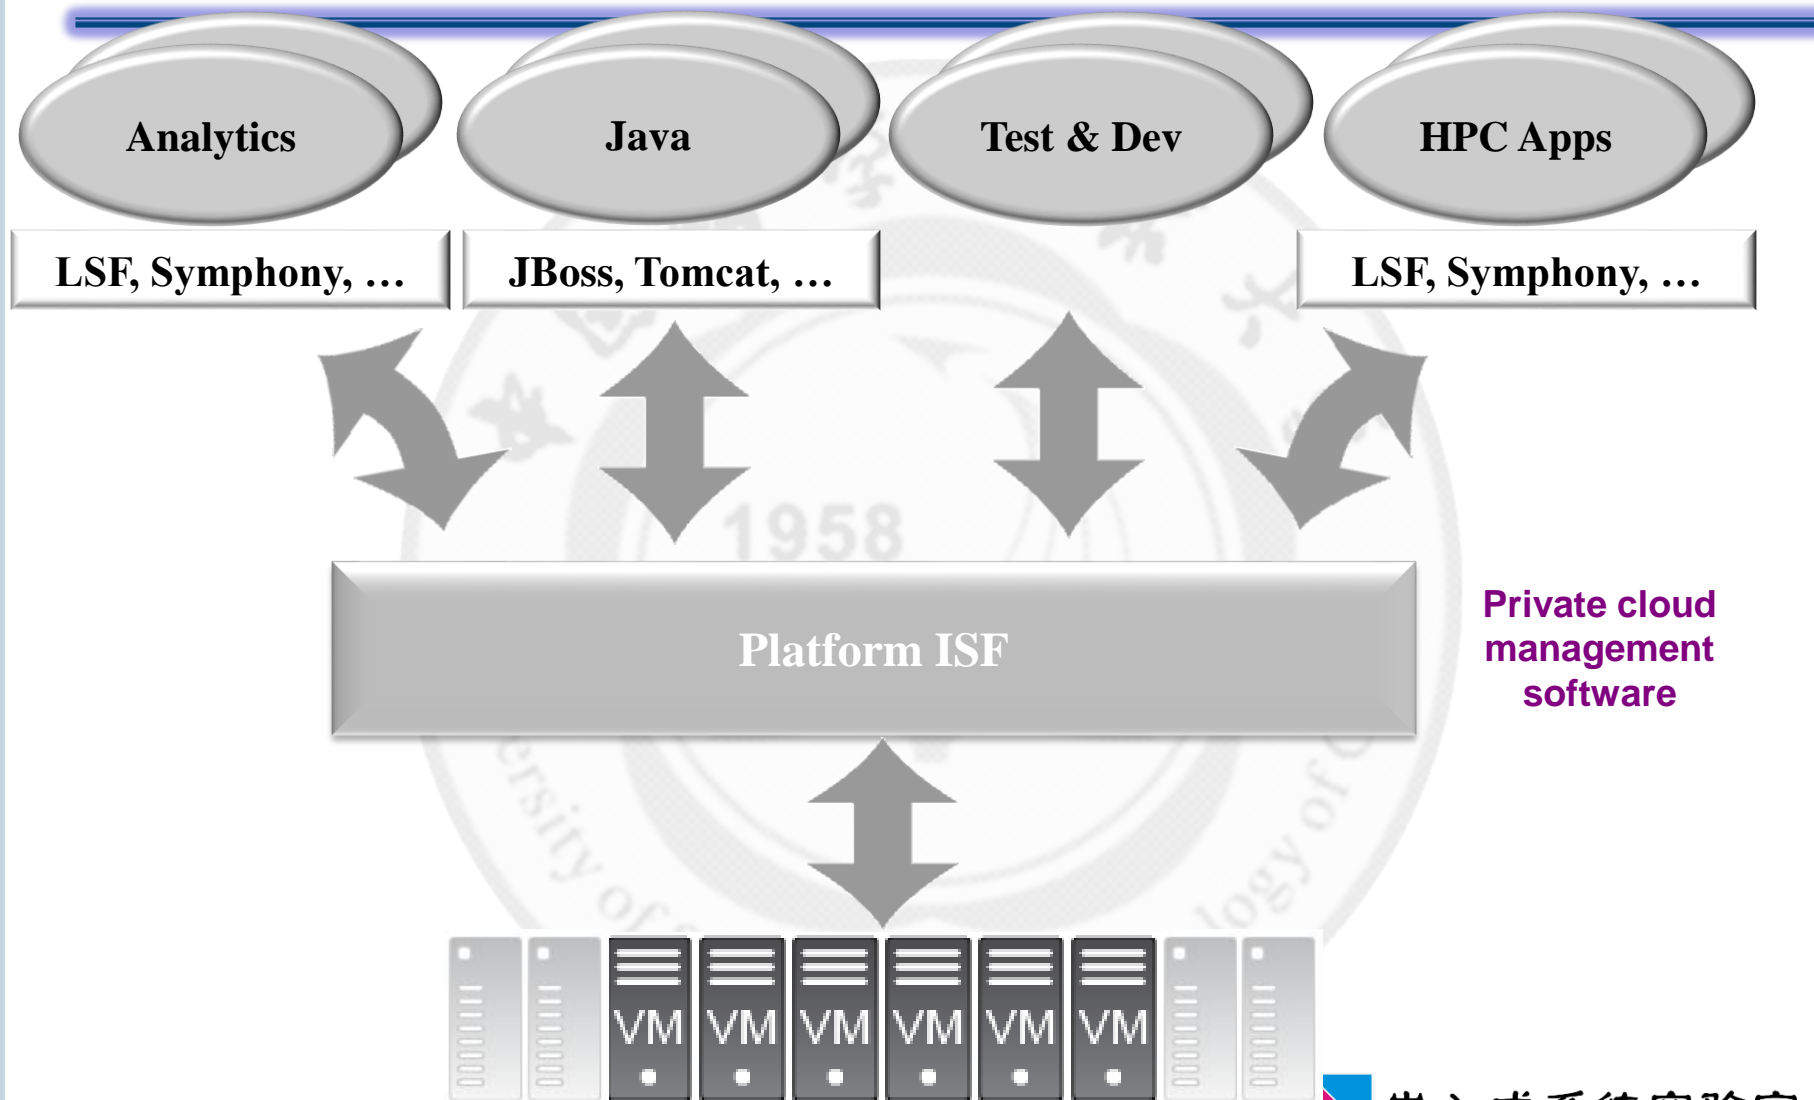 Analytics
Java
Test & Dev
HPC Apps
LSF, Symphony, …
JBoss, Tomcat, …
LSF, Symphony, …
1958
Platform ISF
Private cloud
management
software
VM VM VM VM VM VM